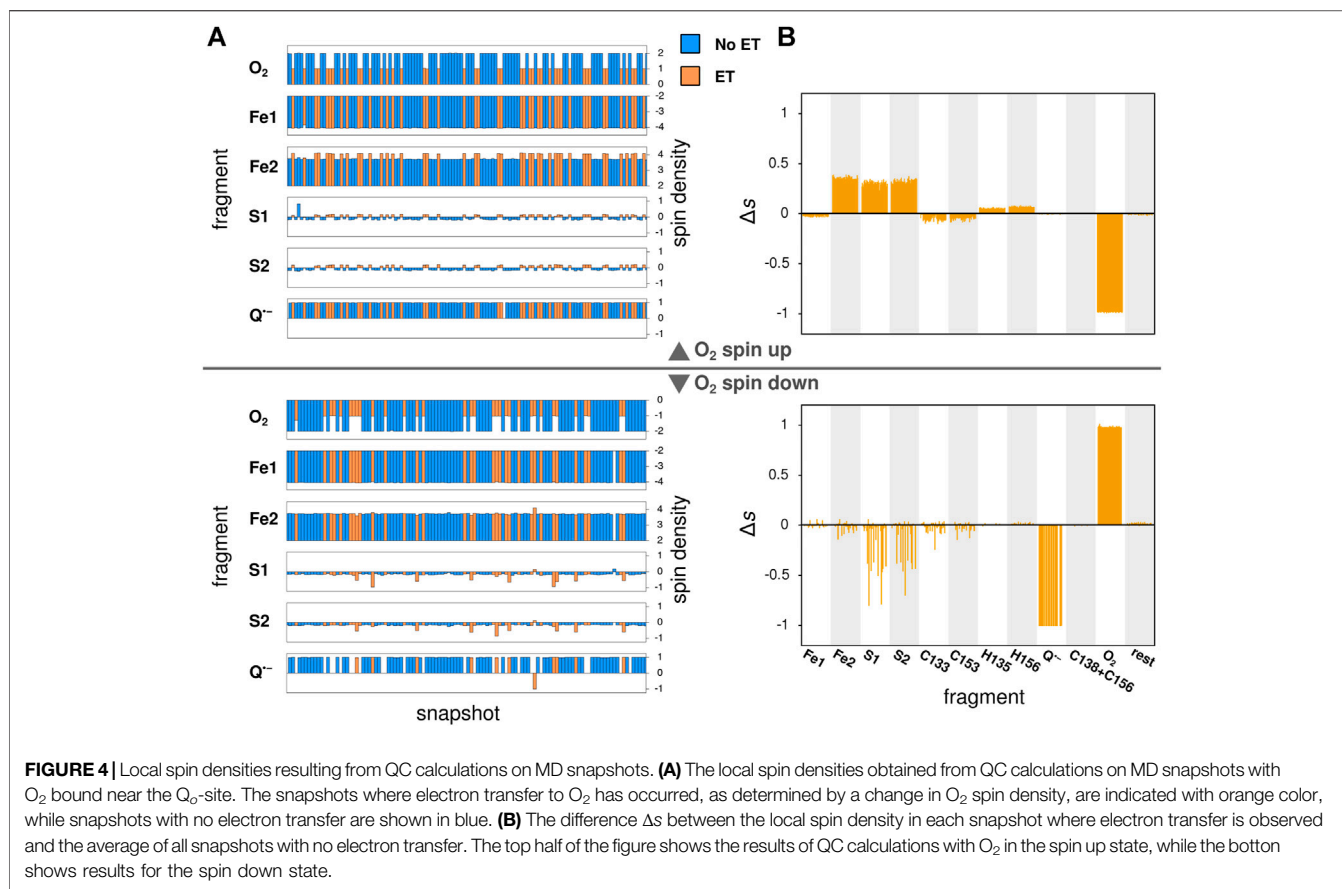 A
B
No ET
ET
O2
2
1
0
Fe1
-2
-3
-4
Fe2
4
3
2
S1
1
0
-1
S2
1
0
-1
Q•−
1
0
-1
fragment
spin density
1
0.5
0
-0.5
-1
Δs
▲ O2 spin up
▼ O2 spin down
O2
0
-1
-2
Fe1
-2
-3
-4
Fe2
4
3
2
S1
1
0
-1
S2
1
0
-1
Q•−
1
0
-1
fragment
spin density
snapshot
1
0.5
0
-0.5
-1
Δs
Fe1 Fe2 S1 S2 C133 C153 H135 H156 Q•− C138+C156 O2 rest
fragment
FIGURE 4 | Local spin densities resulting from QC calculations on MD snapshots. (A) The local spin densities obtained from QC calculations on MD snapshots with
O2 bound near the Qo-site. The snapshots where electron transfer to O2 has occurred, as determined by a change in O2 spin density, are indicated with orange color,
while snapshots with no electron transfer are shown in blue. (B) The difference Δs between the local spin density in each snapshot where electron transfer is observed
and the average of all snapshots with no electron transfer. The top half of the figure shows the results of QC calculations with O2 in the spin up state, while the botton
shows results for the spin down state.